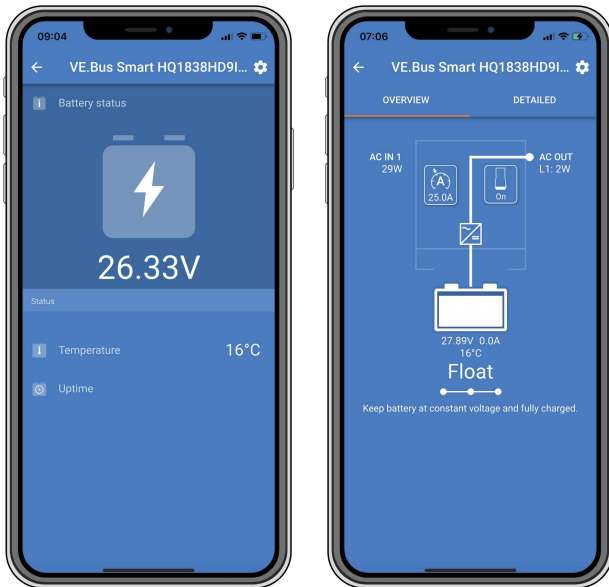 09:04
VE.Bus Smart HQ1838HD9I...
Battery status
26.33V
Status
Temperature 16°C
Uptime
07:06
VE.Bus Smart HQ1838HD9I...
OVERVIEW DETAILED
AC IN 1
29W
A
25.0A
On
AC OUT
L1: 2W
27.89V 0.0A
16°C
Float
Keep battery at constant voltage and fully charged.